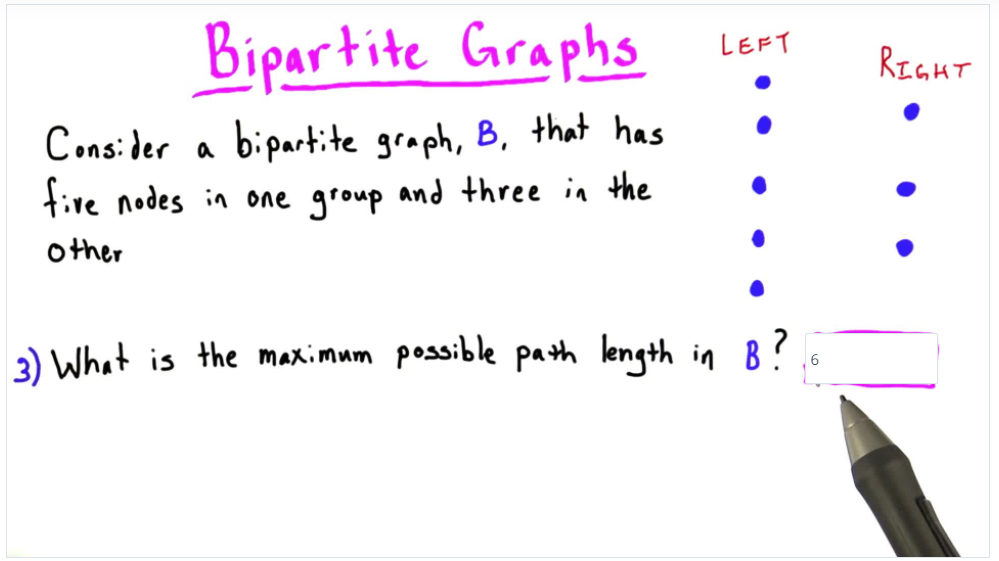 Bipartite Graphs
LEFT
RIGHT
Consider a bipartite graph, B, that has
five nodes in one group and three in the
other
3) What is the maximum possible path length in B?
6